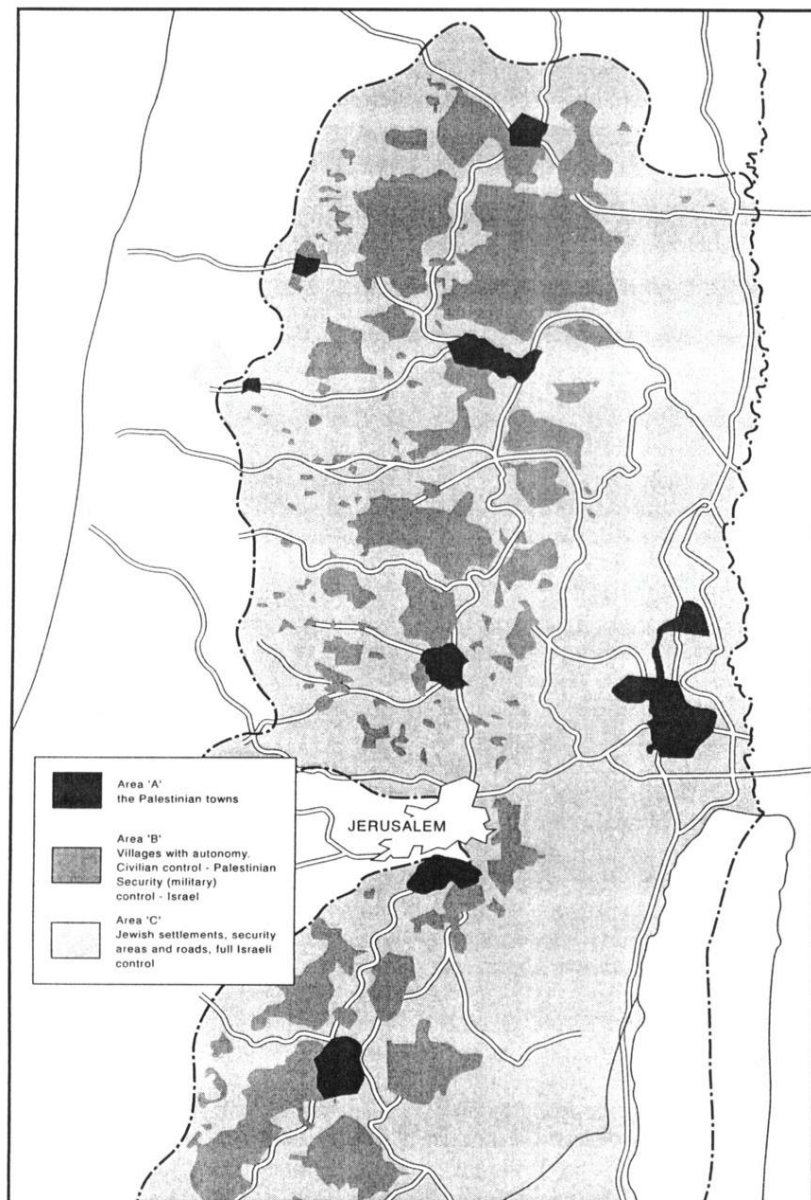 JERUSALEM
Area 'A'
the Palestinian towns
Area 'B'
Villages with autonomy.
Civilian control - Palestinian
Security (military)
control - Israel
Area 'C'
Jewish settlements, security
areas and roads, full Israeli
control